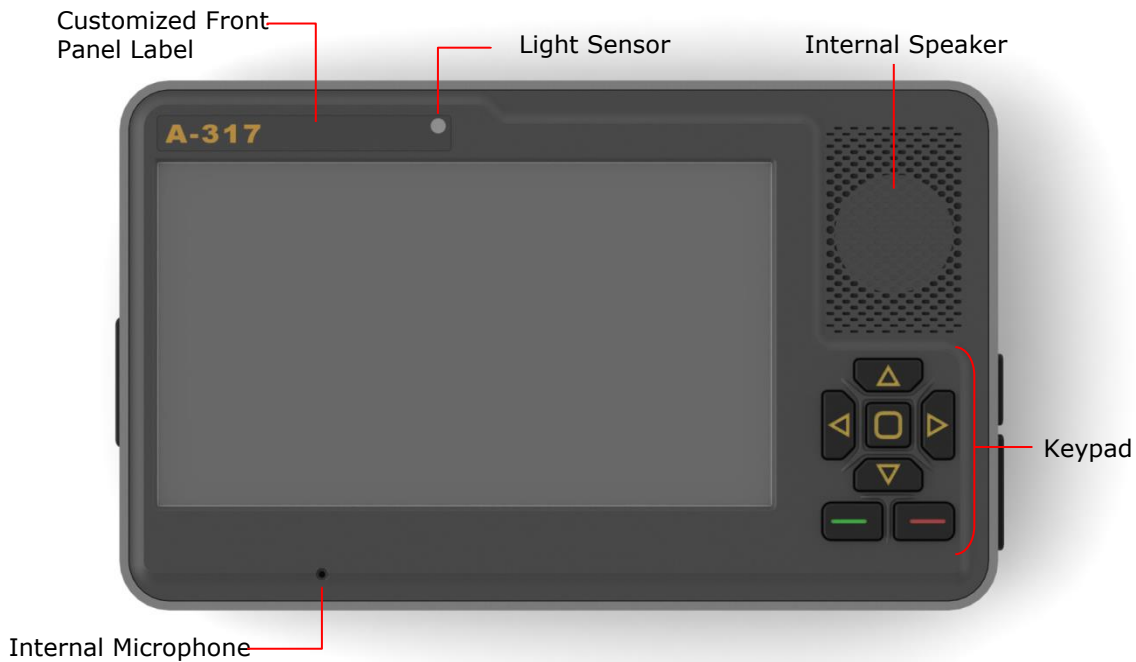 Customized Front
Panel Label
Light Sensor
Internal Speaker
A-317
Keypad
Internal Microphone